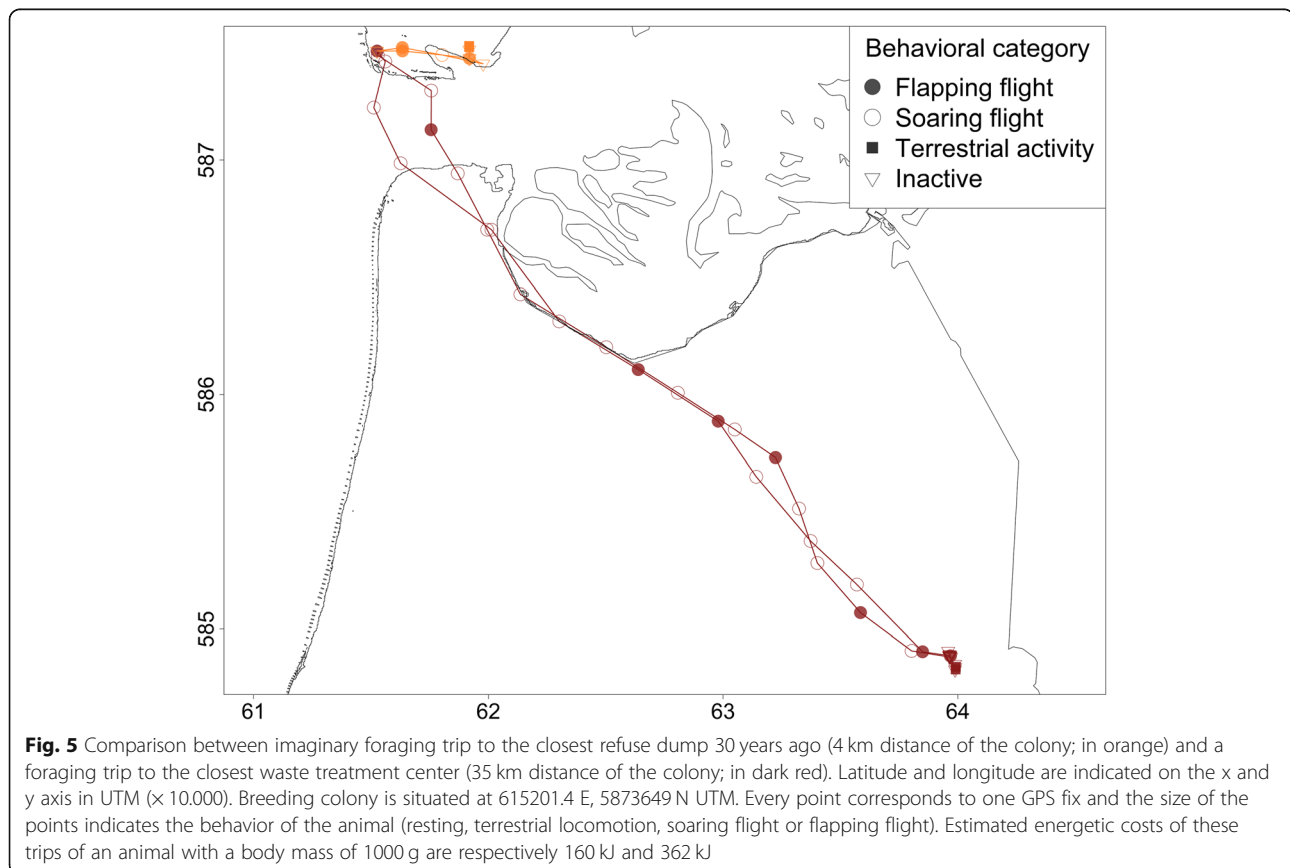 Behavioral category
Flapping flight
Soaring flight
Terrestrial activity
Inactive
587
586
585
61 62 63 64
Fig. 5 Comparison between imaginary foraging trip to the closest refuse dump 30 years ago (4 km distance of the colony; in orange) and a
foraging trip to the closest waste treatment center (35 km distance of the colony; in dark red). Latitude and longitude are indicated on the x and
y axis in UTM (× 10.000). Breeding colony is situated at 615201.4 E, 5873649 N UTM. Every point corresponds to one GPS fix and the size of the
points indicates the behavior of the animal (resting, terrestrial locomotion, soaring flight or flapping flight). Estimated energetic costs of these
trips of an animal with a body mass of 1000 g are respectively 160 kJ and 362 kJ